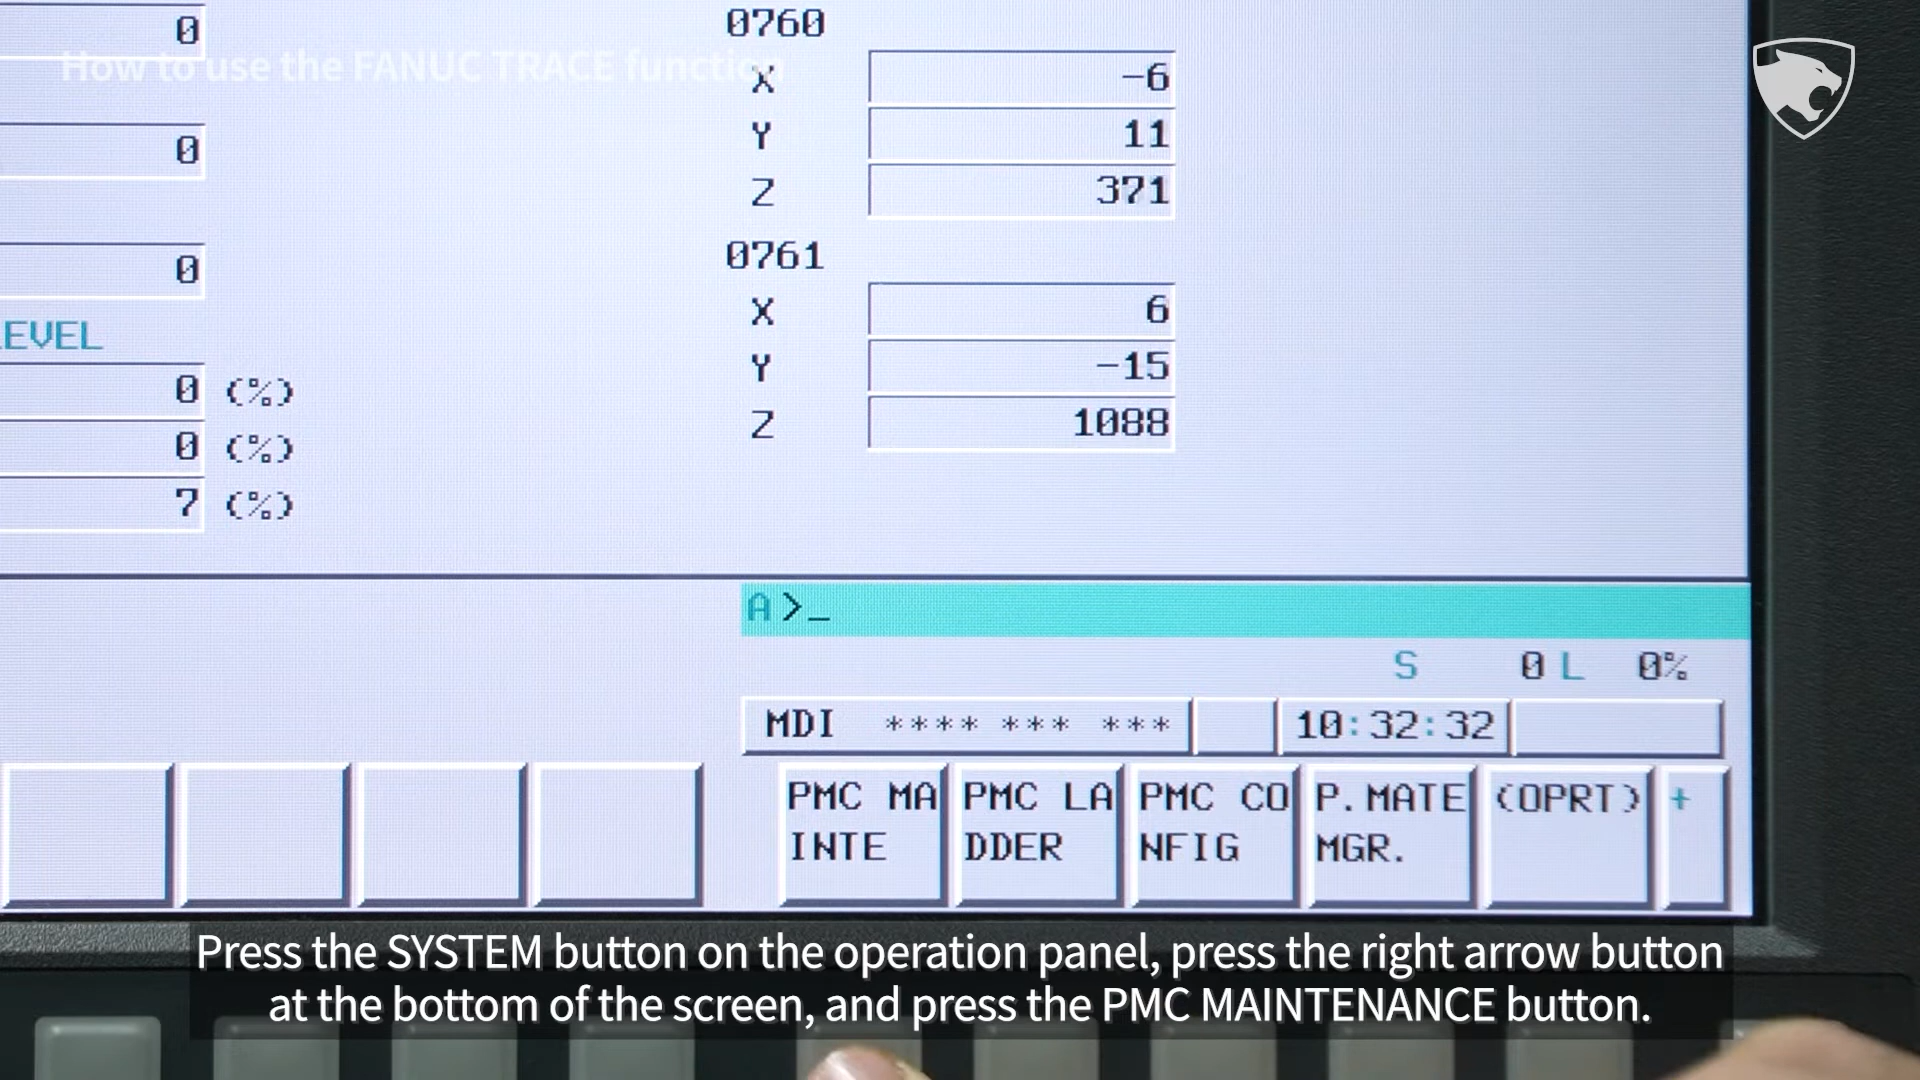 How to use the FANUC TRACE function
0
0
0
LEVEL
0 (%)
0 (%)
7 (%)
0760
X -6
Y 11
Z 371
0761
X 6
Y -15
Z 1088
A>_
S 0 L 0%
MDI **** *** *** 10:32:32
PMC MA
INTE
PMC LA
DDER
PMC CO
NFIG
P.MATE
MGR.
(OPRT)
+
Press the SYSTEM button on the operation panel, press the right arrow button
at the bottom of the screen, and press the PMC MAINTENANCE button.